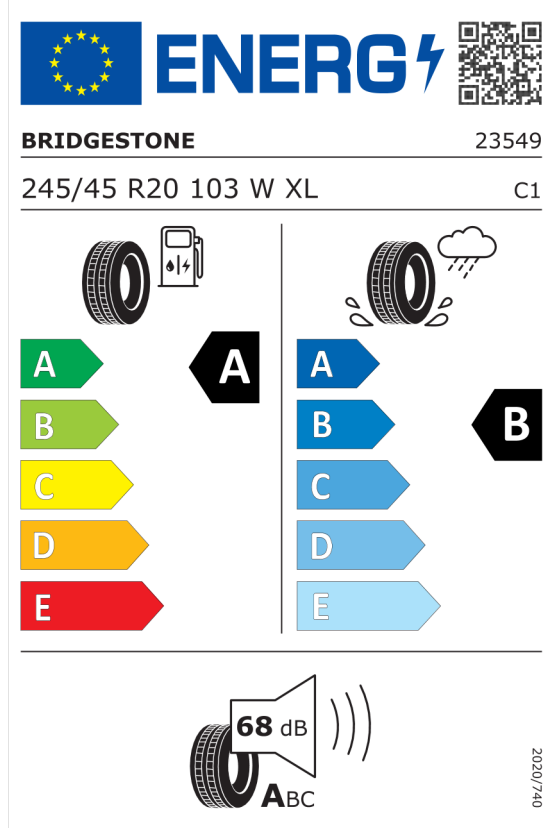 ENERG
BRIDGESTONE 23549
245/45 R20 103 W XL C1
A A A
B B B
C C
D D
E E
68 dB
ABC
2020/740